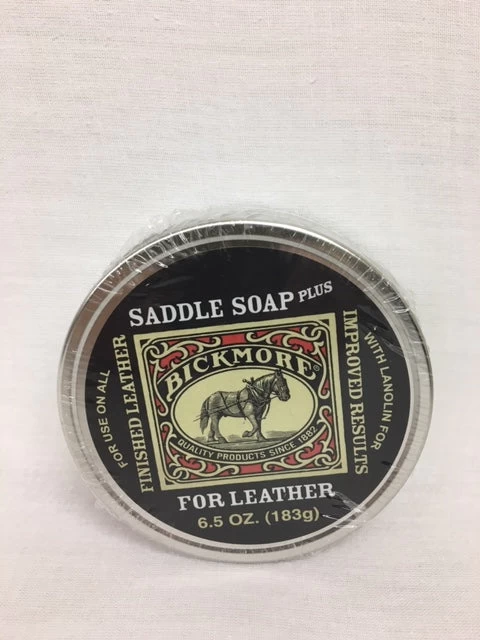 SADDLE SOAP PLUS
FOR USE ON ALL
FINISHED LEATHER
BICKMORE®
QUALITY PRODUCTS SINCE 1882
- WITH LANOLIN FOR
IMPROVED RESULTS
FOR LEATHER
6.5 OZ. (183g)